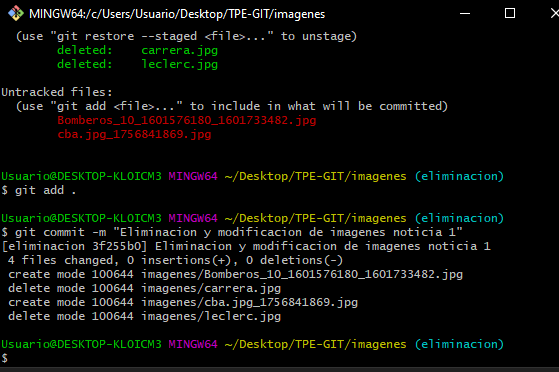 MINGW64:/c/Users/Usuario/Desktop/TPE-GIT/imagenes
(use "git restore --staged <file>..." to unstage)
deleted:    carrera.jpg
deleted:    leclerc.jpg
Untracked files:
(use "git add <file>..." to include in what will be committed)
Bomberos_10_1601576180_1601733482.jpg
cba.jpg_1756841869.jpg
Usuario@DESKTOP-KLOICM3 MINGW64 ~/Desktop/TPE-GIT/imagenes (eliminacion)
$ git add .
Usuario@DESKTOP-KLOICM3 MINGW64 ~/Desktop/TPE-GIT/imagenes (eliminacion)
$ git commit -m "Eliminacion y modificacion de imagenes noticia 1"
[eliminacion 3f255b0] Eliminacion y modificacion de imagenes noticia 1
4 files changed, 0 insertions(+), 0 deletions(-)
create mode 100644 imagenes/Bomberos_10_1601576180_1601733482.jpg
delete mode 100644 imagenes/carrera.jpg
create mode 100644 imagenes/cba.jpg_1756841869.jpg
delete mode 100644 imagenes/leclerc.jpg
Usuario@DESKTOP-KLOICM3 MINGW64 ~/Desktop/TPE-GIT/imagenes (eliminacion)
$